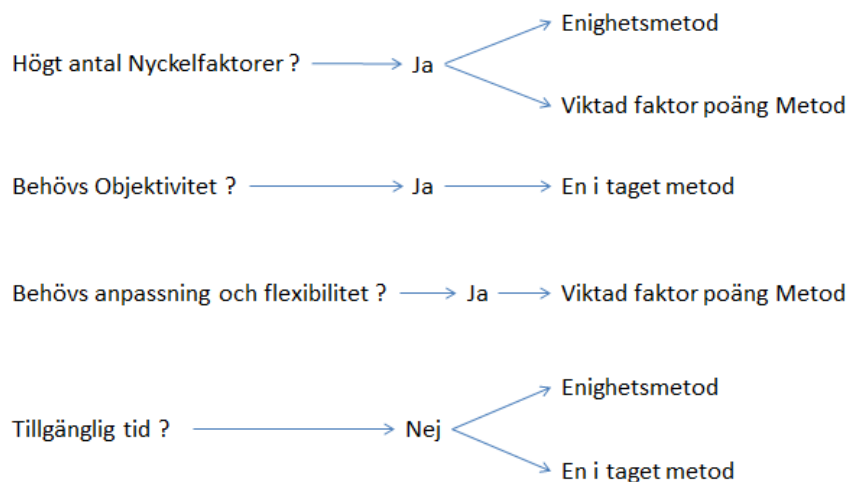 Enighetsmetod
Högt antal Nyckelfaktorer ? Ja
Viktad faktor poäng Metod
Behövs Objektivitet ? Ja En i taget metod
Behövs anpassning och flexibilitet ? Ja Viktad faktor poäng Metod
Enighetsmetod
Tillgänglig tid ? Nej
En i taget metod